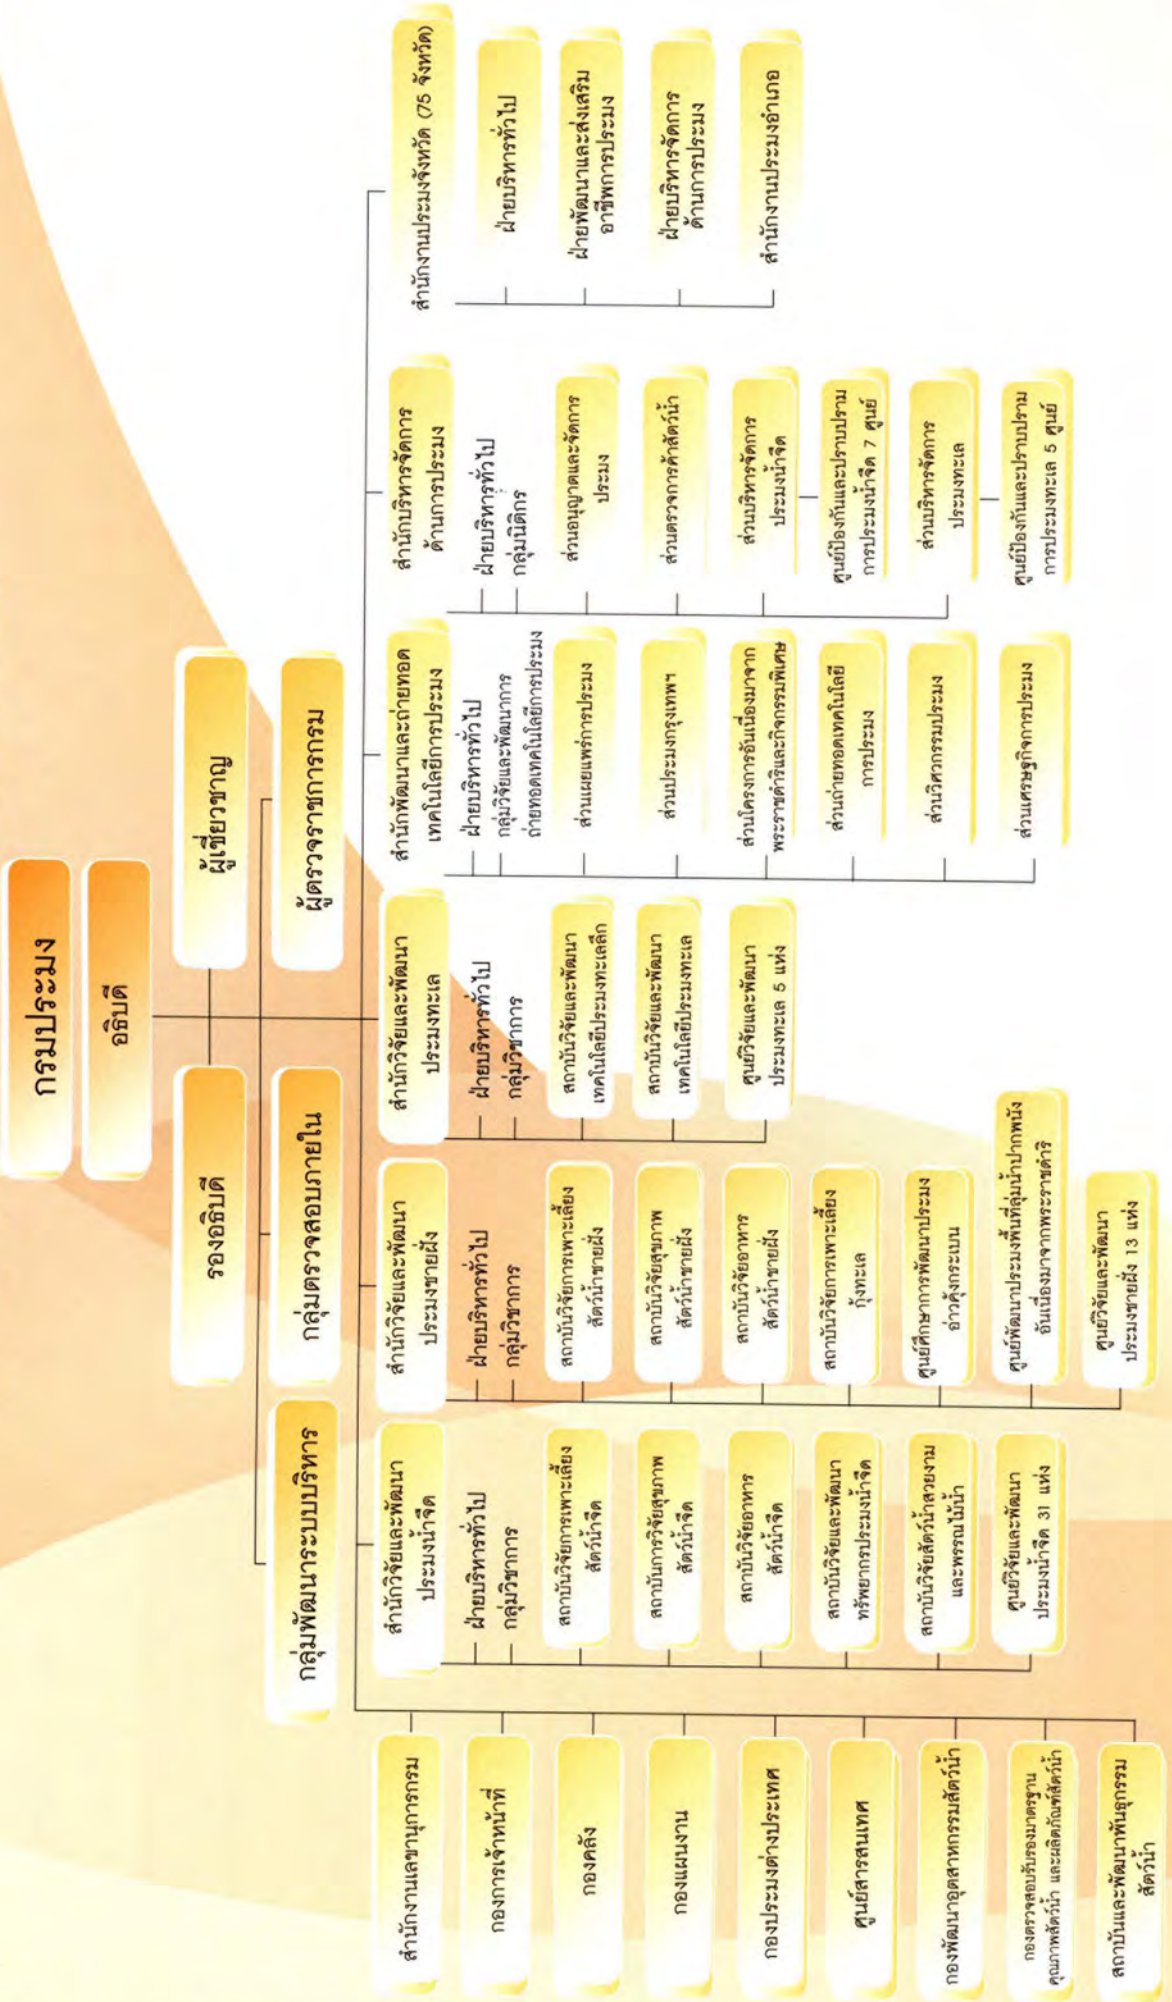 กรมประมง
อธิบดี
รองอธิบดี
ผู้เชี่ยวชาญ
กลุ่มพัฒนาระบบบริหาร
กลุ่มตรวจสอบภายใน
ผู้ตรวจราชการกรม
สำนักงานเลขานุการกรม
กองการเจ้าหน้าที่
กองคลัง
กองแผนงาน
กองประมงต่างประเทศ
ศูนย์สารสนเทศ
กองพัฒนาอุตสาหกรรมสัตว์น้ำ
กองตรวจสอบรับรองมาตรฐาน
คุณภาพสัตว์น้ำ และผลิตภัณฑ์สัตว์น้ำ
สถาบันและพัฒนาพันธุกรรม
สัตว์น้ำ
สำนักวิจัยและพัฒนา
ประมงน้ำจืด
ฝ่ายบริหารทั่วไป
กลุ่มวิชาการ
สถาบันวิจัยการเพาะเลี้ยง
สัตว์น้ำจืด
สถาบันการวิจัยสุขภาพ
สัตว์น้ำจืด
สถาบันวิจัยอาหาร
สัตว์น้ำจืด
สถาบันวิจัยและพัฒนา
ทรัพยากรประมงน้ำจืด
สถาบันวิจัยสัตว์น้ำสวยงาม
และพรรณไม้น้ำ
ศูนย์วิจัยและพัฒนา
ประมงน้ำจืด 31 แห่ง
สำนักวิจัยและพัฒนา
ประมงชายฝั่ง
ฝ่ายบริหารทั่วไป
กลุ่มวิชาการ
สถาบันวิจัยการเพาะเลี้ยง
สัตว์น้ำชายฝั่ง
สถาบันวิจัยสุขภาพ
สัตว์น้ำชายฝั่ง
สถาบันวิจัยอาหาร
สัตว์น้ำชายฝั่ง
สถาบันวิจัยการเพาะเลี้ยง
กุ้งทะเล
ศูนย์ศึกษาการพัฒนาประมง
อ่าวคุ้งกระเบน
ศูนย์พัฒนาประมงพื้นที่ลุ่มน้ำปากพนัง
อันเนื่องมาจากพระราชดำริ
ศูนย์วิจัยและพัฒนา
ประมงชายฝั่ง 13 แห่ง
สำนักวิจัยและพัฒนา
ประมงทะเล
ฝ่ายบริหารทั่วไป
กลุ่มวิชาการ
สถาบันวิจัยและพัฒนา
เทคโนโลยีประมงทะเลลึก
สถาบันวิจัยและพัฒนา
เทคโนโลยีประมงทะเล
ศูนย์วิจัยและพัฒนา
ประมงทะเล 5 แห่ง
สำนักพัฒนาและถ่ายทอด
เทคโนโลยีการประมง
ฝ่ายบริหารทั่วไป
กลุ่มวิจัยและพัฒนาการ
ถ่ายทอดเทคโนโลยีการประมง
ส่วนเผยแพร่การประมง
ส่วนประมงกรุงเทพฯ
ส่วนโครงการอันเนื่องมาจาก
พระราชดำริและกิจกรรมพิเศษ
ส่วนถ่ายทอดเทคโนโลยี
การประมง
ส่วนวิศวกรรมประมง
ส่วนเศรษฐกิจการประมง
สำนักบริหารจัดการ
ด้านการประมง
ฝ่ายบริหารทั่วไป
กลุ่มนิติกร
ส่วนอนุญาตและจัดการ
ประมง
ส่วนตรวจการค้าสัตว์น้ำ
ส่วนบริหารจัดการ
ประมงน้ำจืด
ศูนย์ป้องกันและปราบปราม
การประมงน้ำจืด 7 ศูนย์
ส่วนบริหารจัดการ
ประมงทะเล
ศูนย์ป้องกันและปราบปราม
การประมงทะเล 5 ศูนย์
สำนักงานประมงจังหวัด (75 จังหวัด)
ฝ่ายบริหารทั่วไป
ฝ่ายพัฒนาและส่งเสริม
อาชีพการประมง
ฝ่ายบริหารจัดการ
ด้านการประมง
สำนักงานประมงอำเภอ